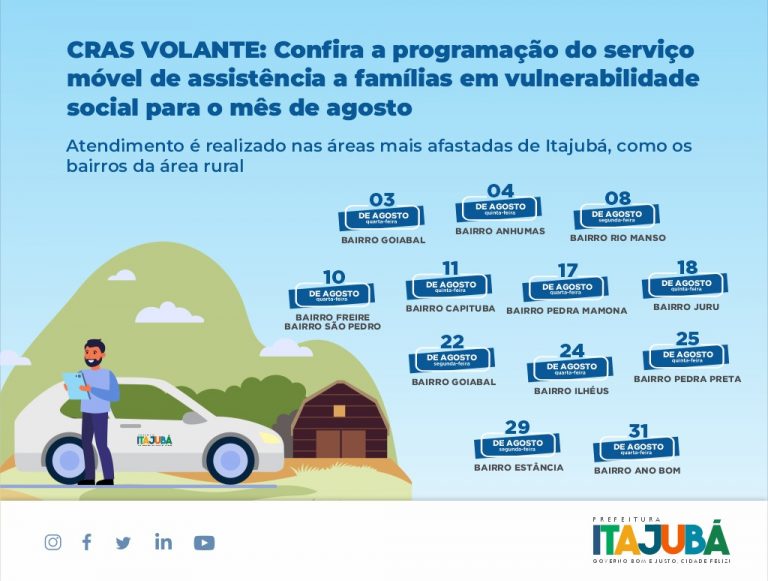 CRAS VOLANTE: Confira a programação do serviço
móvel de assistência a famílias em vulnerabilidade
social para o mês de agosto
Atendimento é realizado nas áreas mais afastadas de Itajubá, como os
bairros da área rural
03
DE AGOSTO
quarta-feira
BAIRRO GOIABAL
04
DE AGOSTO
quinta-feira
BAIRRO ANHUMAS
08
DE AGOSTO
segunda-feira
BAIRRO RIO MANSO
10
DE AGOSTO
quarta-feira
BAIRRO FREIRE
BAIRRO SÃO PEDRO
11
DE AGOSTO
quinta-feira
BAIRRO CAPITUBA
17
DE AGOSTO
quarta-feira
BAIRRO PEDRA MAMONA
18
DE AGOSTO
quinta-feira
BAIRRO JURU
22
DE AGOSTO
segunda-feira
BAIRRO GOIABAL
24
DE AGOSTO
quarta-feira
BAIRRO ILHÉUS
25
DE AGOSTO
quinta-feira
BAIRRO PEDRA PRETA
29
DE AGOSTO
segunda-feira
BAIRRO ESTÂNCIA
31
DE AGOSTO
quarta-feira
BAIRRO ANO BOM
ITAJUBÁ
PREFEITURA
ITAJUBÁ
GOVERNO BOM E JUSTO, CIDADE FELIZ!